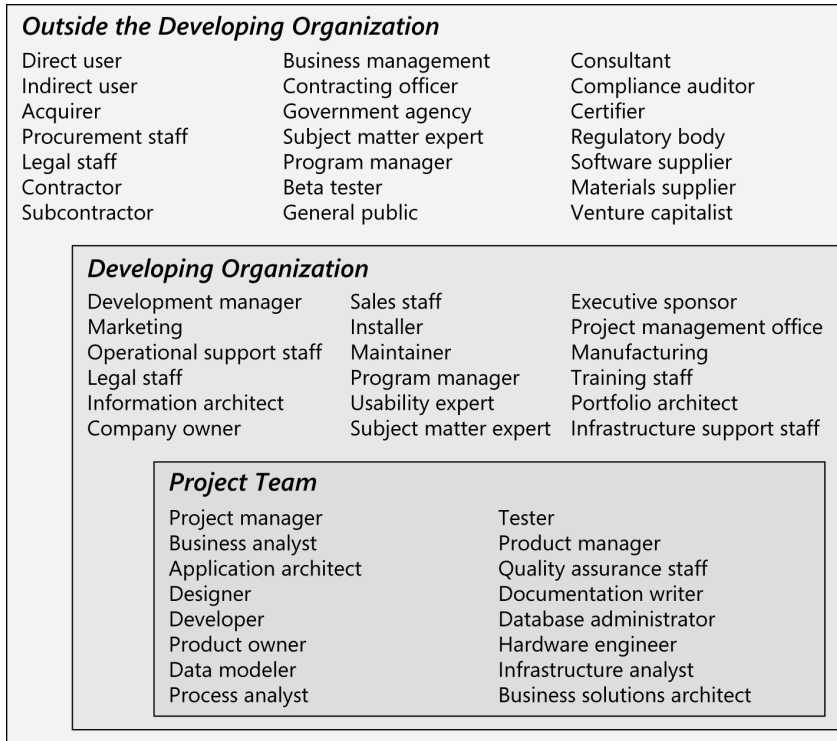 Outside the Developing Organization
Direct user
Indirect user
Acquirer
Procurement staff
Legal staff
Contractor
Subcontractor
Business management
Contracting officer
Government agency
Subject matter expert
Program manager
Beta tester
General public
Consultant
Compliance auditor
Certifier
Regulatory body
Software supplier
Materials supplier
Venture capitalist
Developing Organization
Development manager
Marketing
Operational support staff
Legal staff
Information architect
Company owner
Sales staff
Installer
Maintainer
Program manager
Usability expert
Subject matter expert
Executive sponsor
Project management office
Manufacturing
Training staff
Portfolio architect
Infrastructure support staff
Project Team
Project manager
Business analyst
Application architect
Designer
Developer
Product owner
Data modeler
Process analyst
Tester
Product manager
Quality assurance staff
Documentation writer
Database administrator
Hardware engineer
Infrastructure analyst
Business solutions architect